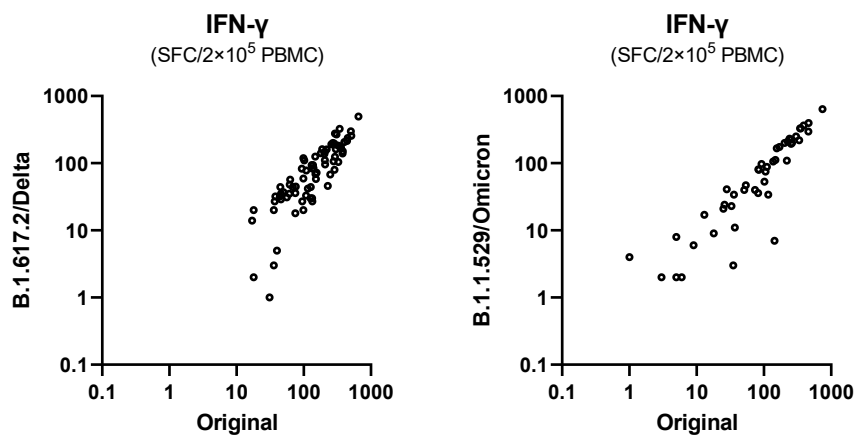 IFN-γ
(SFC/2×10⁵ PBMC)
B.1.617.2/Delta
1000
100
10
1
0.1
0.1 1 10 100 1000
Original
IFN-γ
(SFC/2×10⁵ PBMC)
B.1.1.529/Omicron
1000
100
10
1
0.1
0.1 1 10 100 1000
Original